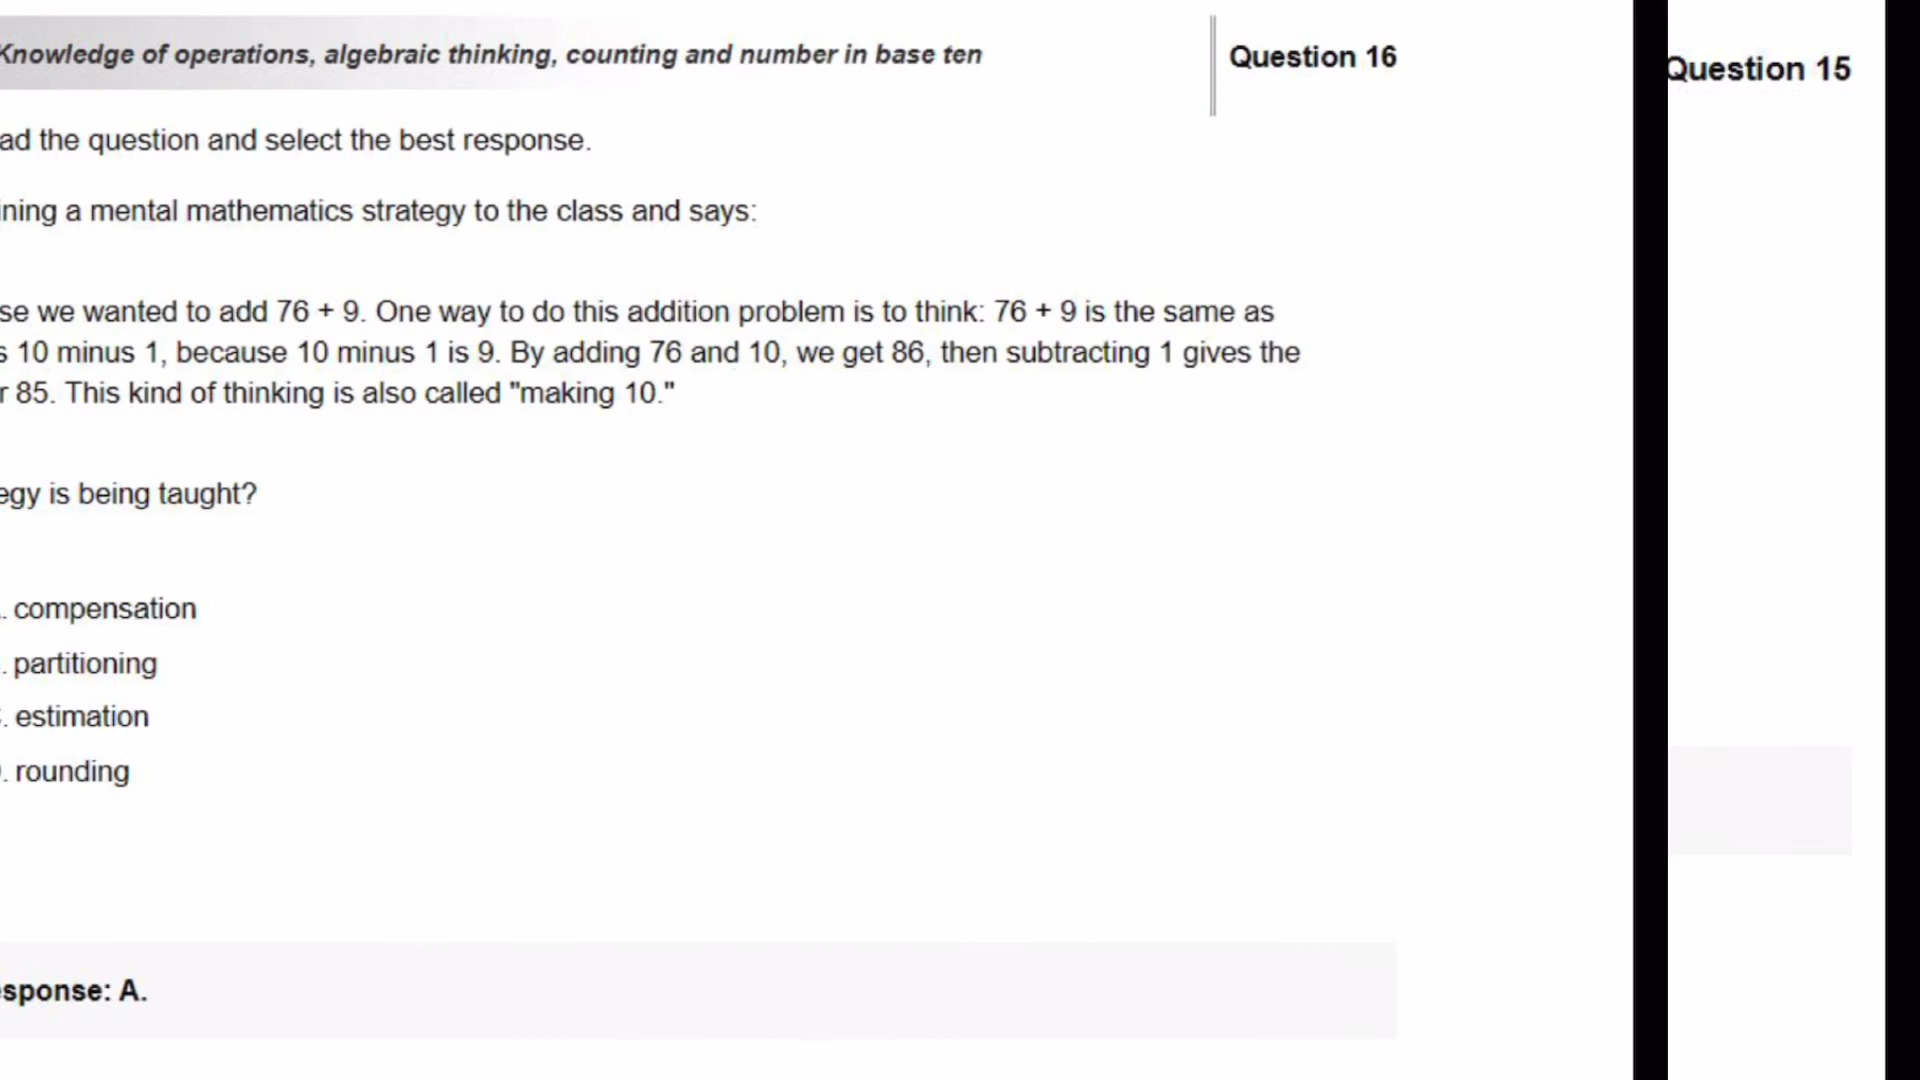 Knowledge of operations, algebraic thinking, counting and number in base ten
Question 16
Question 15
ad the question and select the best response.
ining a mental mathematics strategy to the class and says:
se we wanted to add 76 + 9. One way to do this addition problem is to think: 76 + 9 is the same as
s 10 minus 1, because 10 minus 1 is 9. By adding 76 and 10, we get 86, then subtracting 1 gives the
r 85. This kind of thinking is also called "making 10."
egy is being taught?
. compensation
. partitioning
. estimation
. rounding
sponse: A.